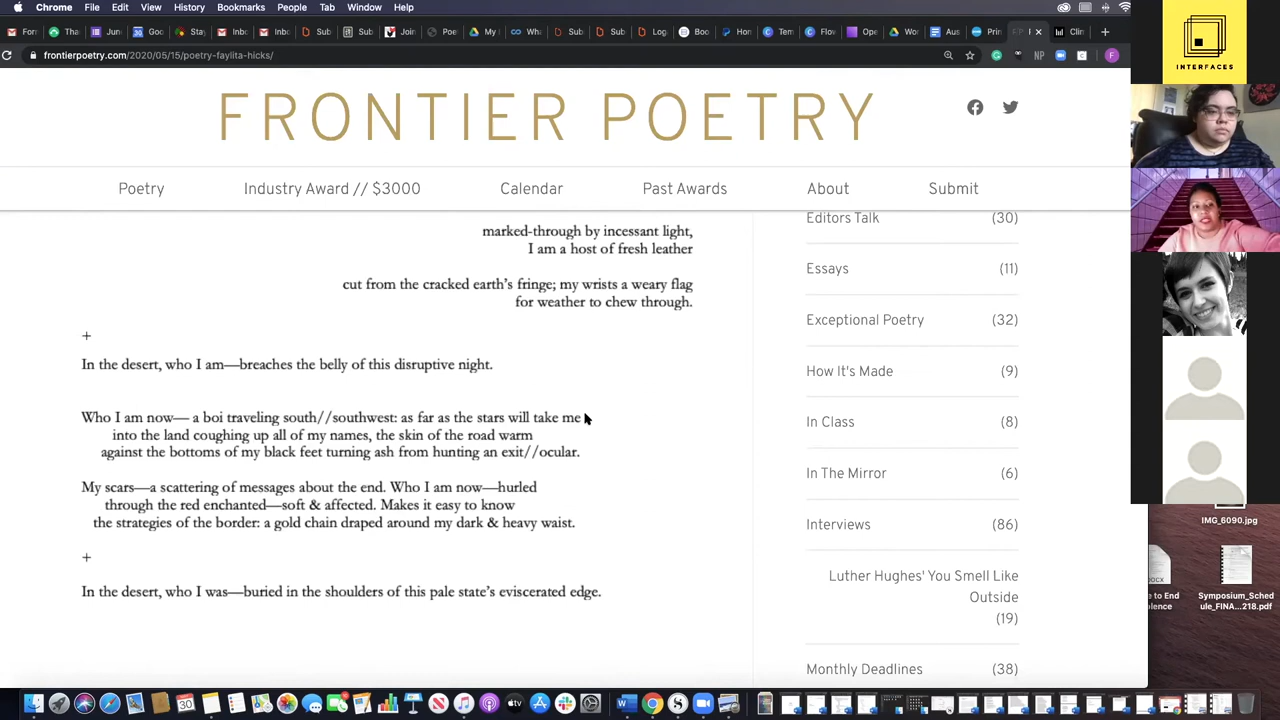 Chrome File Edit View History Bookmarks People Tab Window Help
frontierpoetry.com/2020/05/15/poetry-faylita-hicks/
INTERFACES
FRONTIER POETRY
Poetry Industry Award // $3000 Calendar Past Awards About Submit
marked-through by incessant light,
I am a host of fresh leather
cut from the cracked earth's fringe; my wrists a weary flag
for weather to chew through.
+
In the desert, who I am—breaches the belly of this disruptive night.
Who I am now— a boi traveling south//southwest: as far as the stars will take me
into the land coughing up all of my names, the skin of the road warm
against the bottoms of my black feet turning ash from hunting an exit//ocular.
My scars—a scattering of messages about the end. Who I am now—hurled
through the red enchanted—soft & affected. Makes it easy to know
the strategies of the border: a gold chain draped around my dark & heavy waist.
+
In the desert, who I was—buried in the shoulders of this pale state's eviscerated edge.
Editors Talk (30)
Essays (11)
Exceptional Poetry (32)
How It's Made (9)
In Class (8)
In The Mirror (6)
Interviews (86)
Luther Hughes' You Smell Like
Outside
(19)
Monthly Deadlines (38)
IMG_6090.jpg
DOCX
e to End
olence
Symposium_Sched
ule_FINA...218.pdf